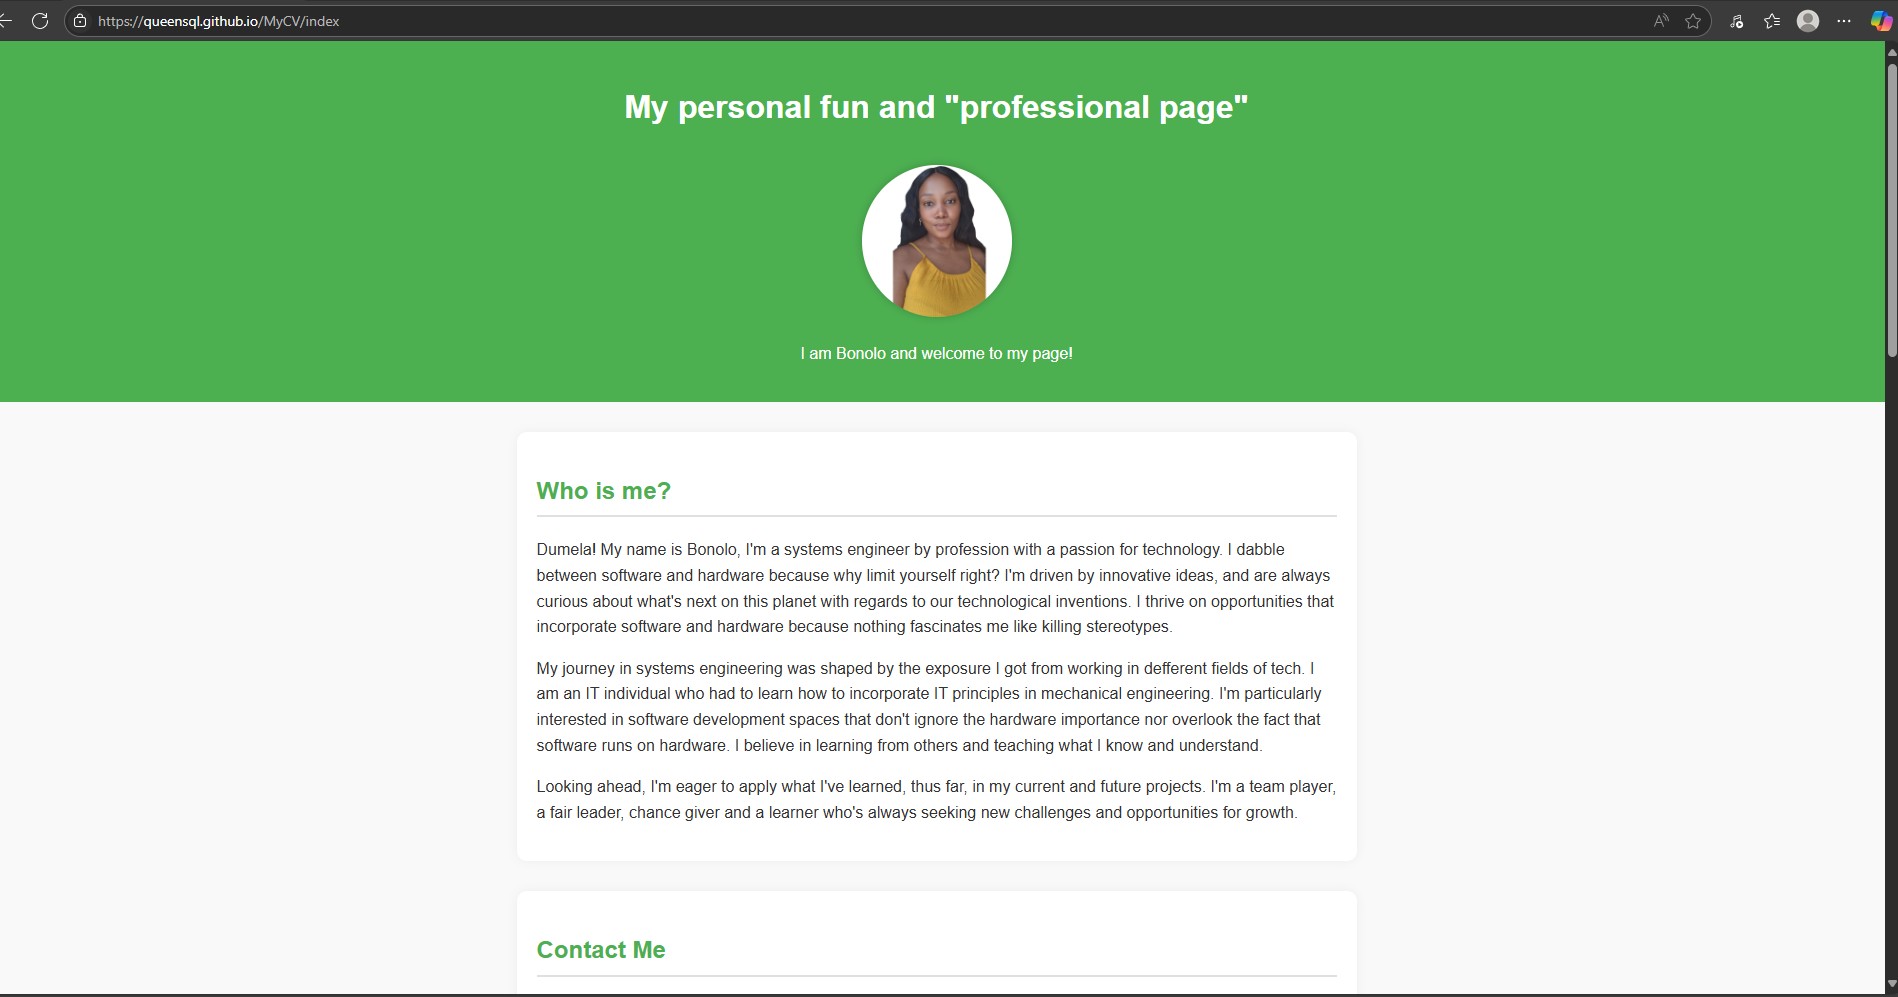 https://queensql.github.io/MyCV/index
My personal fun and "professional page"
I am Bonolo and welcome to my page!
Who is me?
Dumela! My name is Bonolo, I'm a systems engineer by profession with a passion for technology. I dabble
between software and hardware because why limit yourself right? I'm driven by innovative ideas, and are always
curious about what's next on this planet with regards to our technological inventions. I thrive on opportunities that
incorporate software and hardware because nothing fascinates me like killing stereotypes.
My journey in systems engineering was shaped by the exposure I got from working in defferent fields of tech. I
am an IT individual who had to learn how to incorporate IT principles in mechanical engineering. I'm particularly
interested in software development spaces that don't ignore the hardware importance nor overlook the fact that
software runs on hardware. I believe in learning from others and teaching what I know and understand.
Looking ahead, I'm eager to apply what I've learned, thus far, in my current and future projects. I'm a team player,
a fair leader, chance giver and a learner who's always seeking new challenges and opportunities for growth.
Contact Me